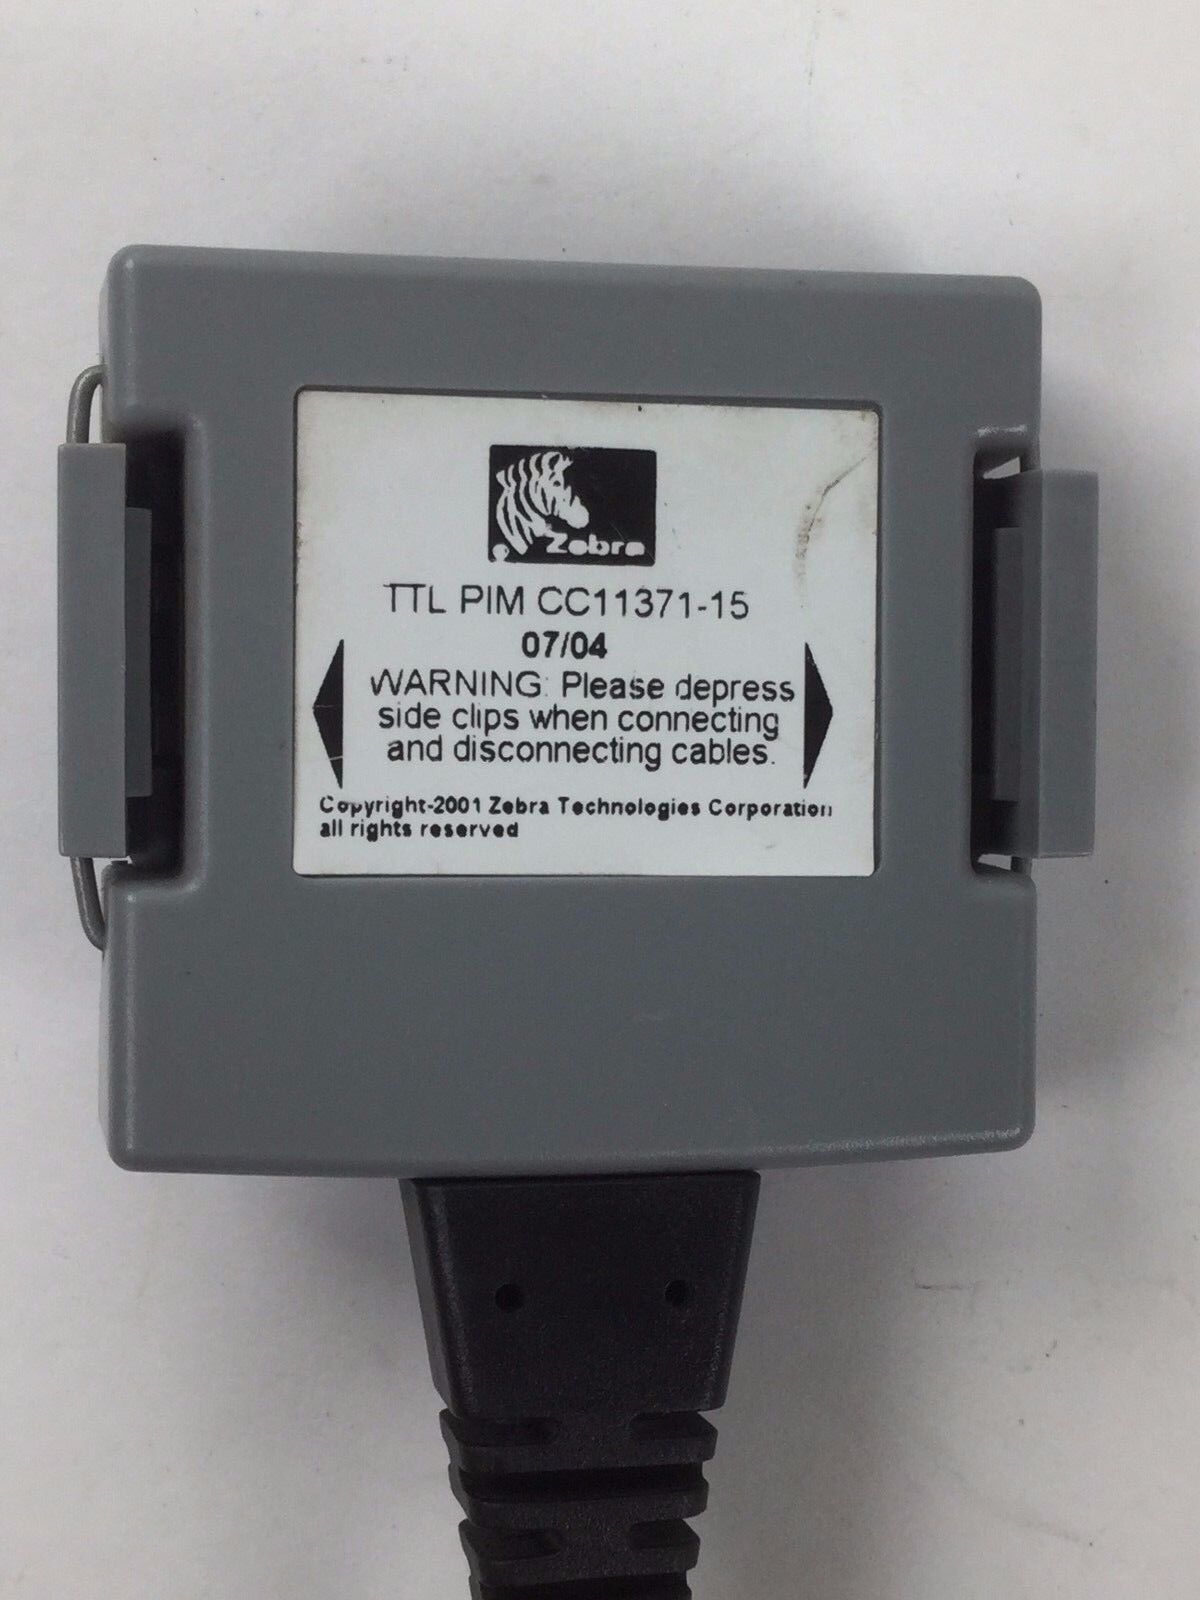 Zebra
TTL PIM CC11371-15
07/04
WARNING: Please depress
side clips when connecting
and disconnecting cables.
Copyright-2001 Zebra Technologies Corporation
all rights reserved